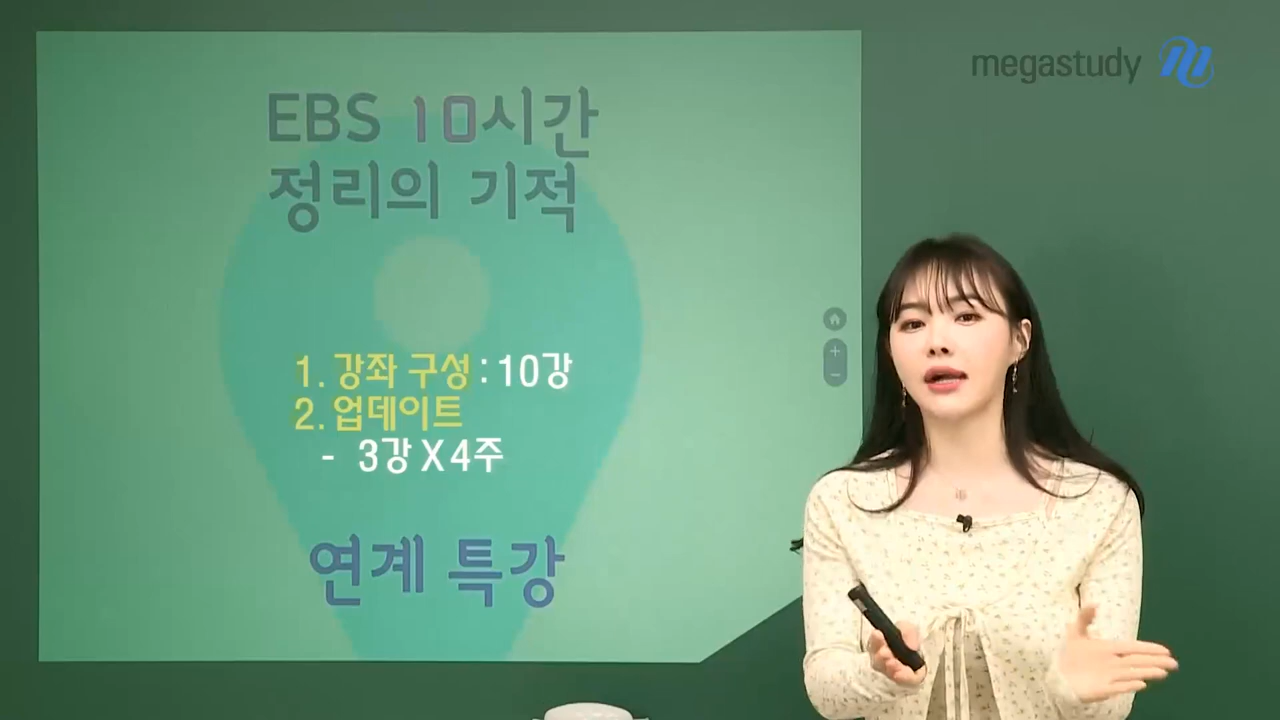 megastudy
EBS 10시간
정리의 기적
1. 강좌 구성 : 10강
2. 업데이트
- 3강 X 4주
연계 특강